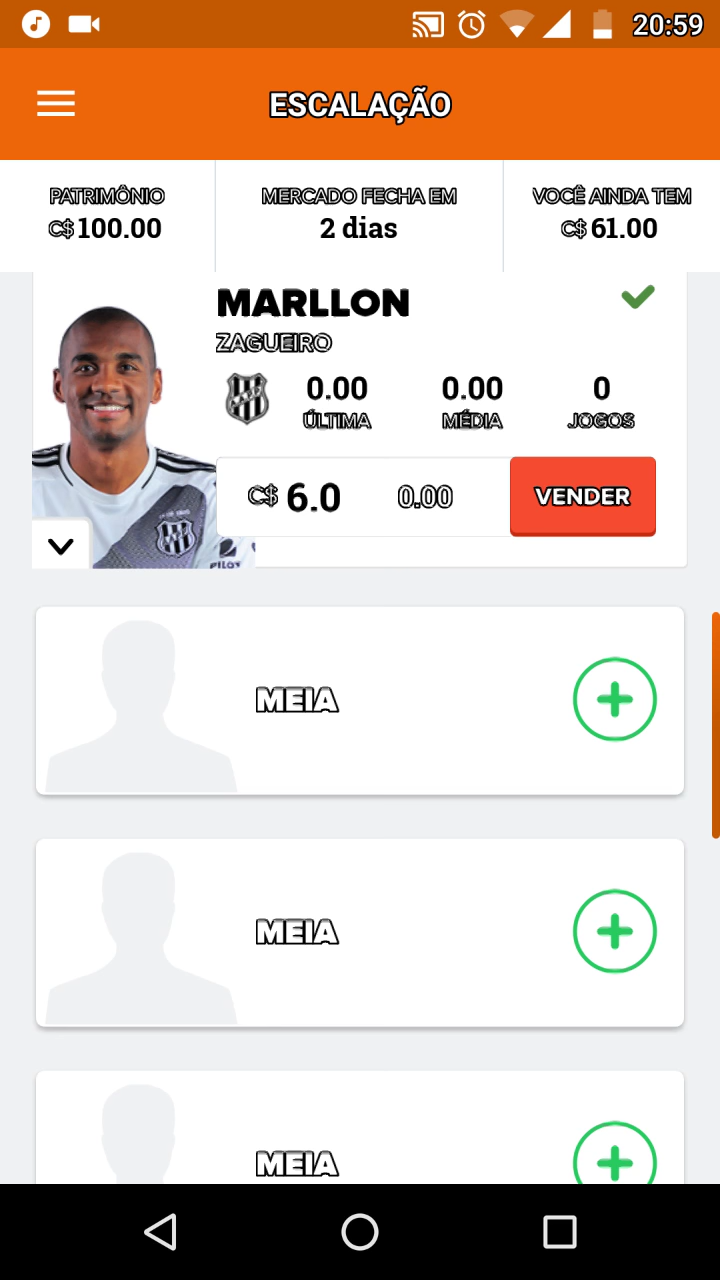 20:59
ESCALAÇÃO
PATRIMÔNIO
C$ 100.00
MERCADO FECHA EM
2 dias
VOCÊ AINDA TEM
C$ 61.00
MARLLON
ZAGUEIRO
0.00 0.00 0
ÚLTIMA MÉDIA JOGOS
C$ 6.0 0.00 VENDER
MEIA
MEIA
MEIA